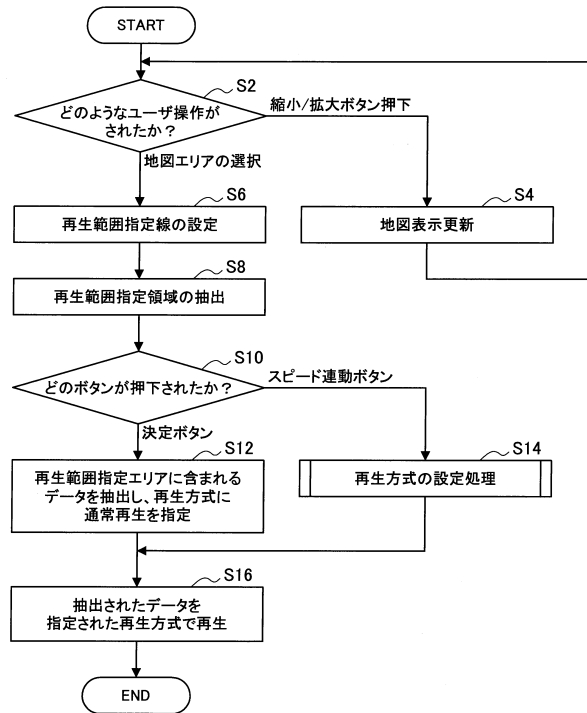 START
S2
どのようなユーザ操作が
されたか？
縮小/拡大ボタン押下
地図エリアの選択
S6
再生範囲指定線の設定
S4
地図表示更新
S8
再生範囲指定領域の抽出
S10
どのボタンが押下されたか？
スピード連動ボタン
決定ボタン
S12
再生範囲指定エリアに含まれる
データを抽出し、再生方式に
通常再生を指定
S14
再生方式の設定処理
S16
抽出されたデータを
指定された再生方式で再生
END